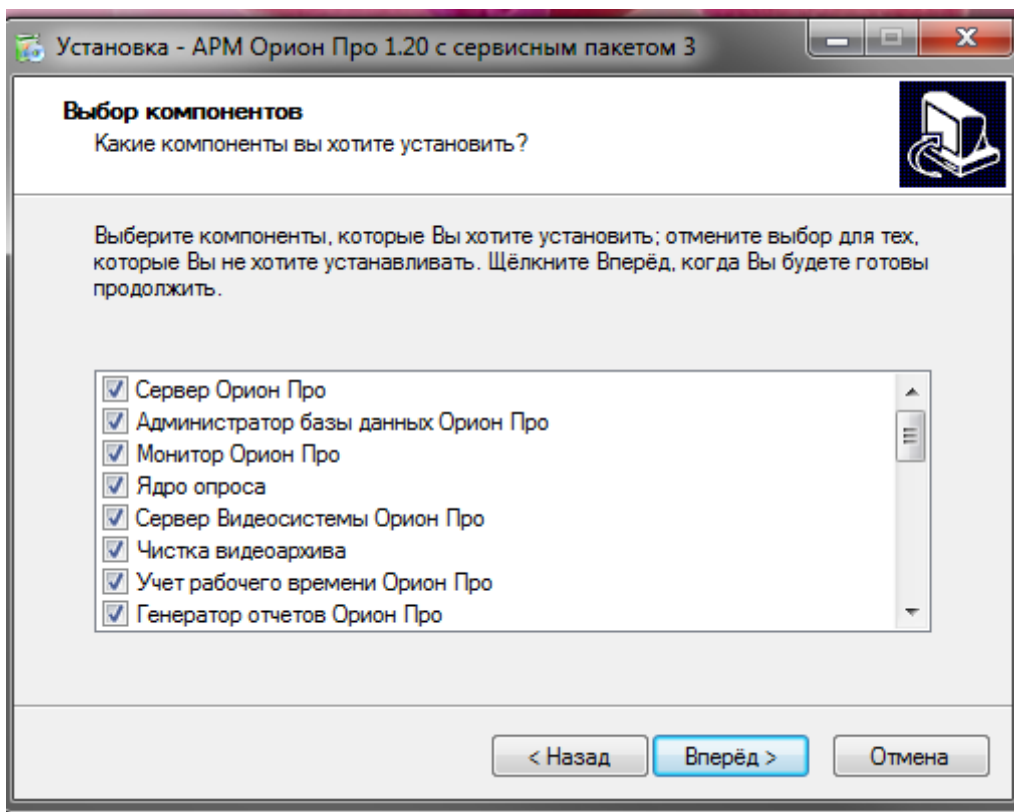 Установка - АРМ Орион Про 1.20 с сервисным пакетом 3
Выбор компонентов
Какие компоненты вы хотите установить?
Выберите компоненты, которые Вы хотите установить; отмените выбор для тех,
которые Вы не хотите устанавливать. Щёлкните Вперёд, когда Вы будете готовы
продолжить.
Сервер Орион Про
Администратор базы данных Орион Про
Монитор Орион Про
Ядро опроса
Сервер Видеосистемы Орион Про
Чистка видеоархива
Учет рабочего времени Орион Про
Генератор отчетов Орион Про
< Назад Вперёд > Отмена